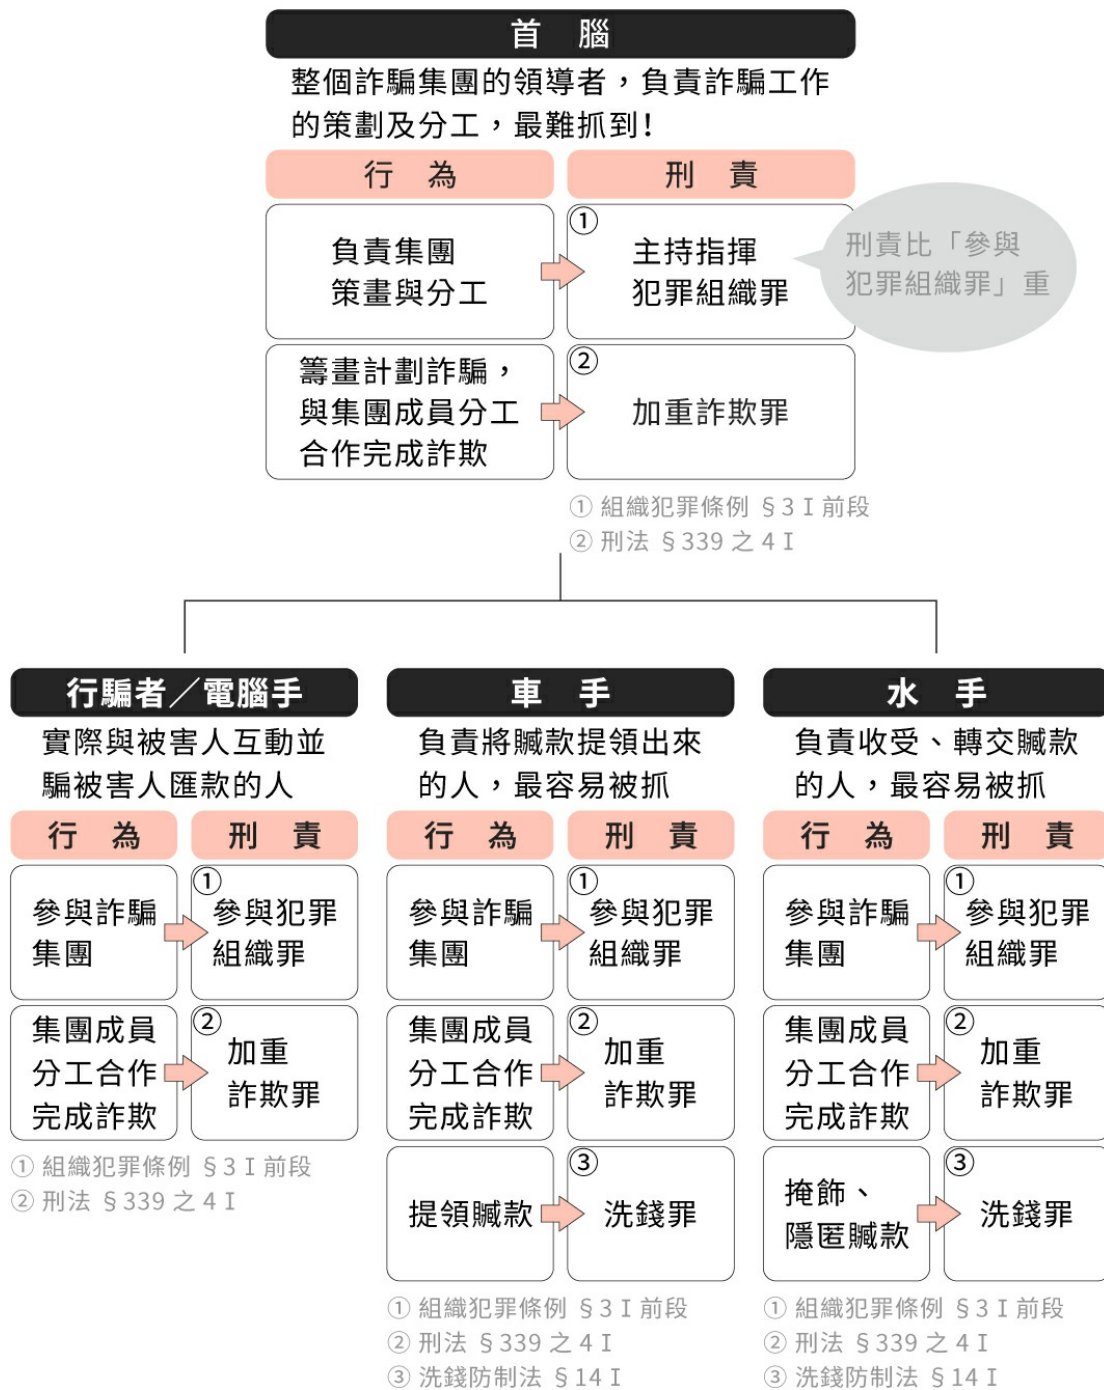 首 腦
整個詐騙集團的領導者，負責詐騙工作
的策劃及分工，最難抓到！
行 為
刑 責
負責集團
策畫與分工
①
主持指揮
犯罪組織罪
刑責比「參與
犯罪組織罪」重
籌畫計劃詐騙，
與集團成員分工
合作完成詐欺
②
加重詐欺罪
① 組織犯罪條例 §3 I 前段
② 刑法 §339 之 4 I
行騙者／電腦手
實際與被害人互動並
騙被害人匯款的人
行 為
刑 責
參與詐騙
集團
①
參與犯罪
組織罪
集團成員
分工合作
完成詐欺
②
加重
詐欺罪
① 組織犯罪條例 §3 I 前段
② 刑法 §339 之 4 I
車 手
負責將贓款提領出來
的人，最容易被抓
行 為
刑 責
參與詐騙
集團
①
參與犯罪
組織罪
集團成員
分工合作
完成詐欺
②
加重
詐欺罪
提領贓款
③
洗錢罪
① 組織犯罪條例 §3 I 前段
② 刑法 §339 之 4 I
③ 洗錢防制法 §14 I
水 手
負責收受、轉交贓款
的人，最容易被抓
行 為
刑 責
參與詐騙
集團
①
參與犯罪
組織罪
集團成員
分工合作
完成詐欺
②
加重
詐欺罪
掩飾、
隱匿贓款
③
洗錢罪
① 組織犯罪條例 §3 I 前段
② 刑法 §339 之 4 I
③ 洗錢防制法 §14 I